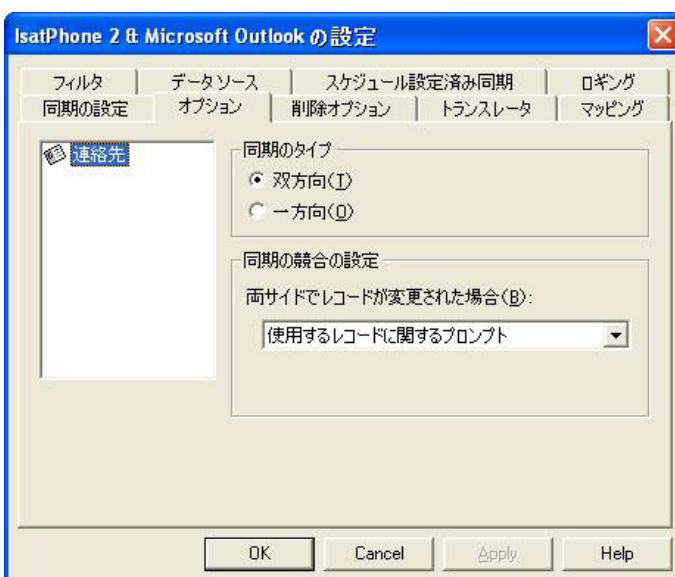 IsatPhone 2 & Microsoft Outlook の設定
フィルタ データ ソース スケジュール設定済み同期 ロギング
同期の設定 オプション 削除オプション トランスレータ マッピング
連絡先
同期のタイプ
双方向(T)
一方向(O)
同期の競合の設定
両サイドでレコードが変更された場合(B):
使用するレコードに関するプロンプト
OK Cancel Apply Help